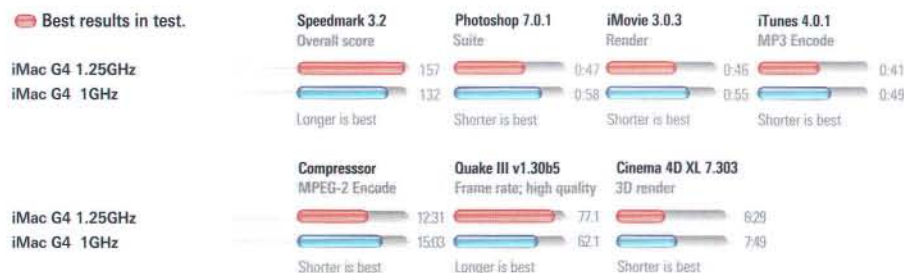 Best results in test.
Speedmark 3.2 Photoshop 7.0.1 iMovie 3.0.3 iTunes 4.0.1
Overall score Suite Render MP3 Encode
iMac G4 1.25GHz 157 0:47 0:46 0:41
iMac G4 1GHz 132 0:58 0:55 0:49
Longer is best Shorter is best Shorter is best Shorter is best
Compresssor Quake III v1.30b5 Cinema 4D XL 7.303
MPEG-2 Encode Frame rate; high quality 3D render
iMac G4 1.25GHz 12:31 77.1 6:29
iMac G4 1GHz 15:03 62.1 7:49
Shorter is best Longer is best Shorter is best